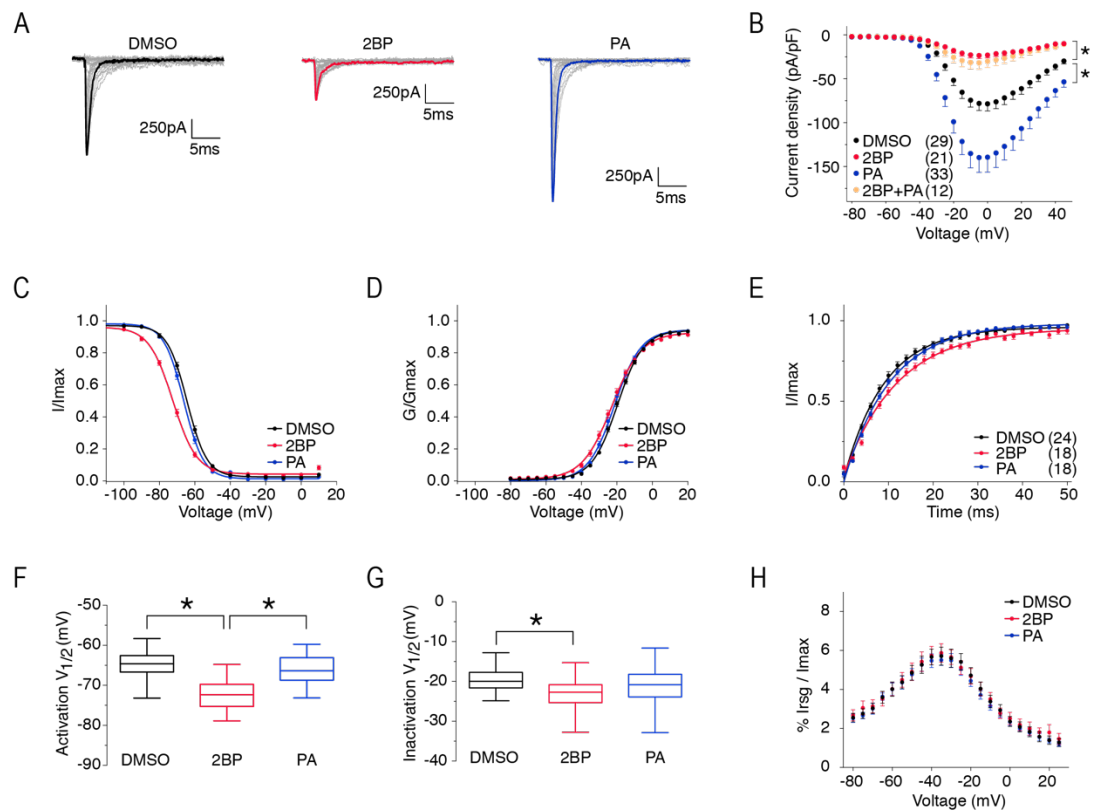 A
DMSO
2BP
PA
250pA
5ms
250pA
5ms
250pA
5ms
B
Current density (pA/pF)
0
-50
-100
-150
DMSO (29)
2BP (21)
PA (33)
2BP+PA (12)
*
*
-80 -60 -40 -20 0 20 40
Voltage (mV)
C
I/Imax
1.0
0.8
0.6
0.4
0.2
0.0
DMSO
2BP
PA
-100 -80 -60 -40 -20 0 20
Voltage (mV)
D
G/Gmax
1.0
0.8
0.6
0.4
0.2
0.0
DMSO
2BP
PA
-100 -80 -60 -40 -20 0 20
Voltage (mV)
E
I/Imax
1.0
0.5
0.0
DMSO (24)
2BP (18)
PA (18)
0 10 20 30 40 50
Time (ms)
F
Activation V1/2 (mV)
-50
-60
-70
-80
-90
* *
DMSO 2BP PA
G
Inactivation V1/2 (mV)
0
-10
-20
-30
-40
*
DMSO 2BP PA
H
% Irsg / Imax
8
6
4
2
0
DMSO
2BP
PA
-80 -60 -40 -20 0 20
Voltage (mV)